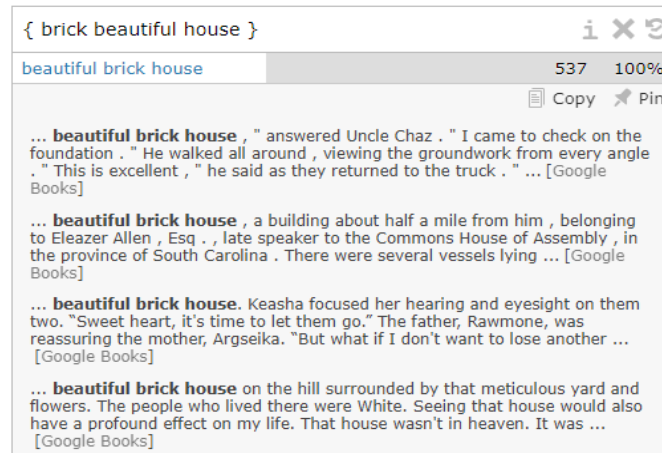 { brick beautiful house }
beautiful brick house 537 100%
Copy Pin
... beautiful brick house , " answered Uncle Chaz . " I came to check on the
foundation . " He walked all around , viewing the groundwork from every angle
. " This is excellent , " he said as they returned to the truck . " ... [Google
Books]
... beautiful brick house , a building about half a mile from him , belonging
to Eleazer Allen , Esq . , late speaker to the Commons House of Assembly , in
the province of South Carolina . There were several vessels lying ... [Google
Books]
... beautiful brick house. Keasha focused her hearing and eyesight on them
two. “Sweet heart, it's time to let them go.” The father, Rawmone, was
reassuring the mother, Argseika. “But what if I don't want to lose another ...
[Google Books]
... beautiful brick house on the hill surrounded by that meticulous yard and
flowers. The people who lived there were White. Seeing that house would also
have a profound effect on my life. That house wasn't in heaven. It was ...
[Google Books]